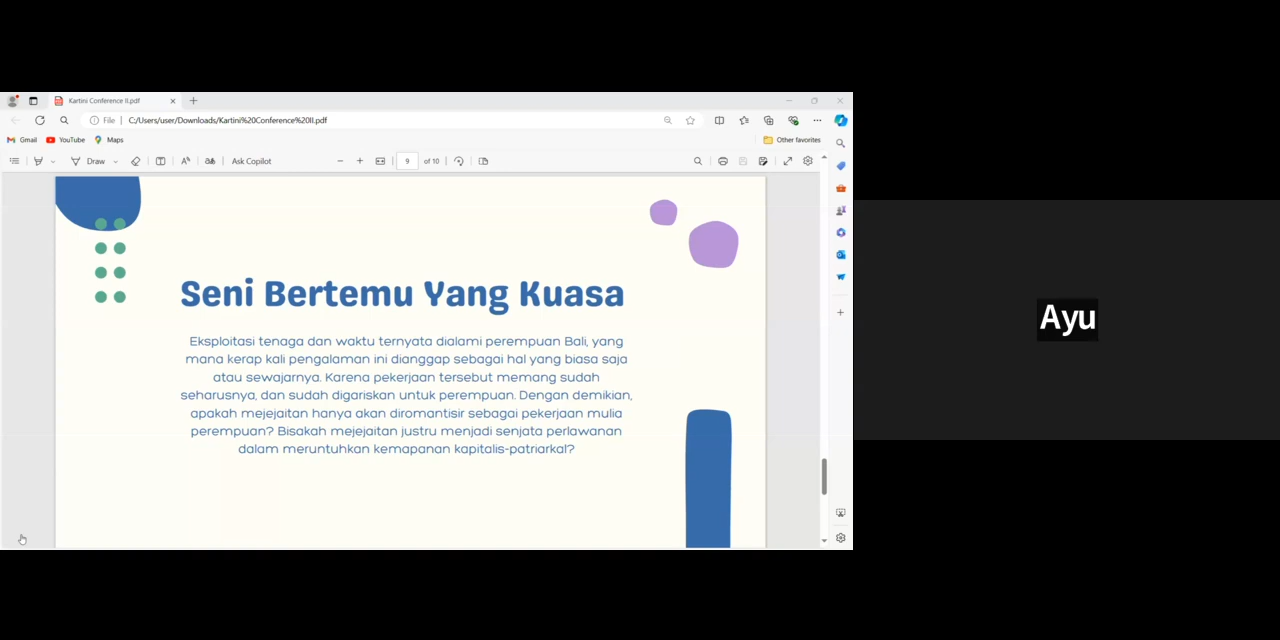 Kartini Conference II.pdf
File
C:/Users/user/Downloads/Kartini%20Conference%20II.pdf
Gmail
YouTube
Maps
Other favorites
Draw
Ask Copilot
9
of 10
Seni Bertemu Yang Kuasa
Eksploitasi tenaga dan waktu ternyata dialami perempuan Bali, yang
mana kerap kali pengalaman ini dianggap sebagai hal yang biasa saja
atau sewajarnya. Karena pekerjaan tersebut memang sudah
seharusnya, dan sudah digariskan untuk perempuan. Dengan demikian,
apakah mejejaitan hanya akan diromantisir sebagai pekerjaan mulia
perempuan? Bisakah mejejaitan justru menjadi senjata perlawanan
dalam meruntuhkan kemapanan kapitalis-patriarkal?
Ayu